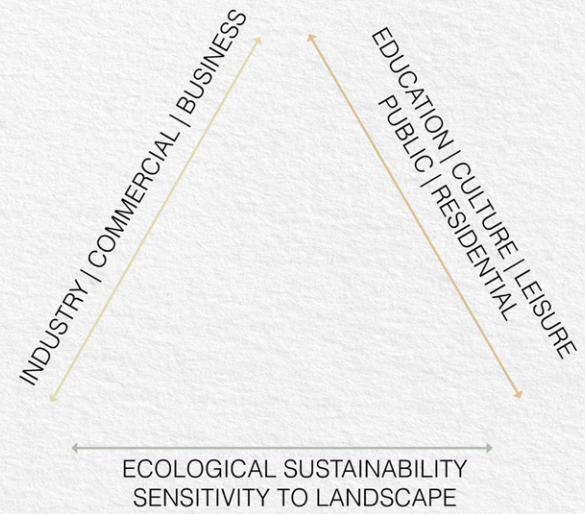 INDUSTRY | COMMERCIAL | BUSINESS
EDUCATION | CULTURE | LEISURE
PUBLIC | RESIDENTIAL
ECOLOGICAL SUSTAINABILITY
SENSITIVITY TO LANDSCAPE